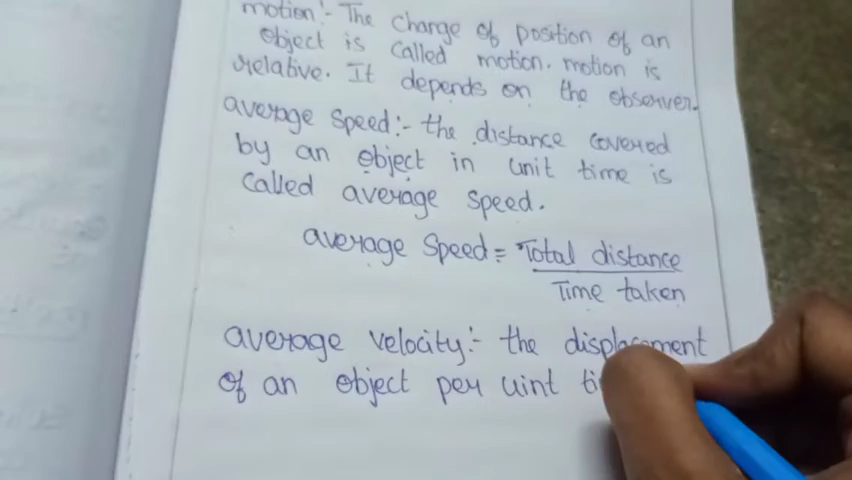 motion:- The change of position of an
object is called motion. motion is
relative. It depends on the observer.
average speed:- the distance covered
by an object in unit time is
called average speed.
average speed = Total distance
Time taken
average velocity:- the displacement
of an object per uint